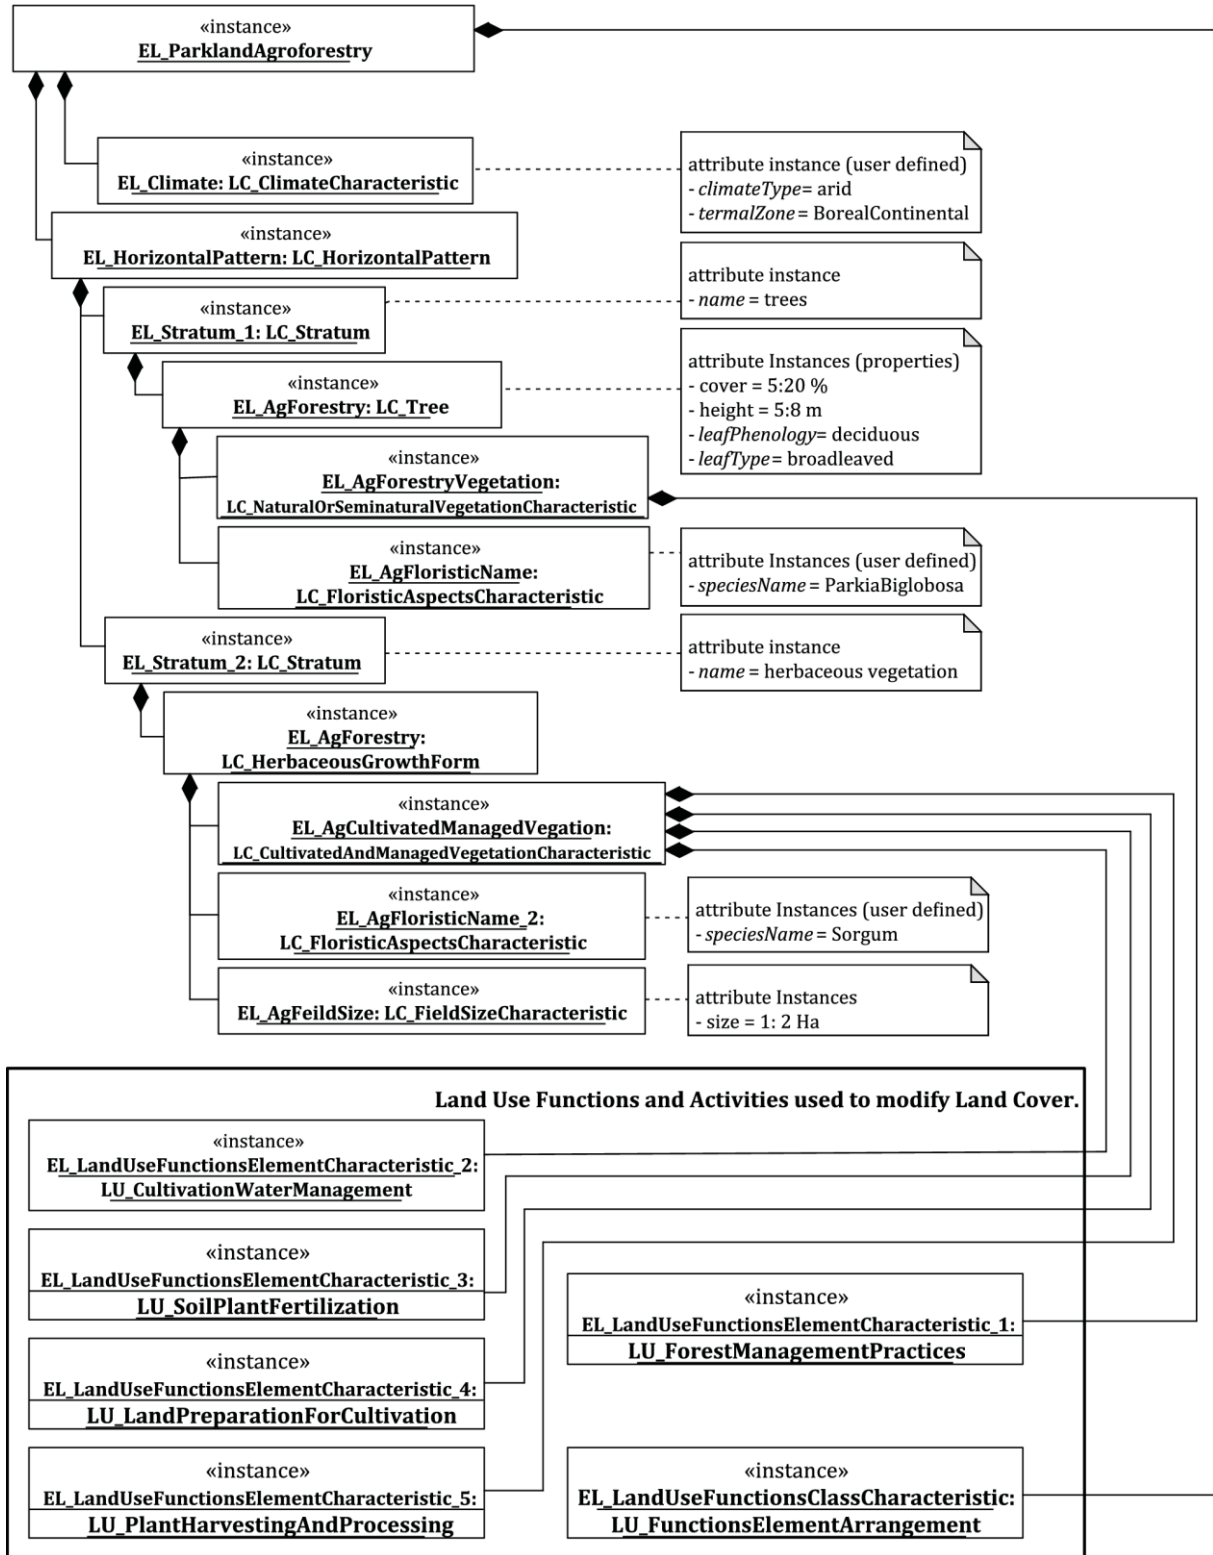 «instance»
EL_ParklandAgroforestry
«instance»
EL_Climate: LC_ClimateCharacteristic
attribute instance (user defined)
- climateType= arid
- termalZone = BorealContinental
«instance»
EL_HorizontalPattern: LC_HorizontalPattern
attribute instance
- name = trees
«instance»
EL_Stratum_1: LC_Stratum
attribute Instances (properties)
- cover = 5:20 %
- height = 5:8 m
- leafPhenology= deciduous
- leafType= broadleaved
«instance»
EL_AgForestry: LC_Tree
«instance»
EL_AgForestryVegetation:
LC_NaturalOrSeminaturalVegetationCharacteristic
«instance»
EL_AgFloristicName:
LC_FloristicAspectsCharacteristic
attribute Instances (user defined)
- speciesName= ParkiaBiglobosa
«instance»
EL_Stratum_2: LC_Stratum
attribute instance
- name = herbaceous vegetation
«instance»
EL_AgForestry:
LC_HerbaceousGrowthForm
«instance»
EL_AgCultivatedManagedVegation:
LC_CultivatedAndManagedVegetationCharacteristic
«instance»
EL_AgFloristicName_2:
LC_FloristicAspectsCharacteristic
attribute Instances (user defined)
- speciesName = Sorgum
«instance»
EL_AgFeildSize: LC_FieldSizeCharacteristic
attribute Instances
- size = 1: 2 Ha
Land Use Functions and Activities used to modify Land Cover.
«instance»
EL_LandUseFunctionsElementCharacteristic_2:
LU_CultivationWaterManagement
«instance»
EL_LandUseFunctionsElementCharacteristic_3:
LU_SoilPlantFertilization
«instance»
EL_LandUseFunctionsElementCharacteristic_1:
LU_ForestManagementPractices
«instance»
EL_LandUseFunctionsElementCharacteristic_4:
LU_LandPreparationForCultivation
«instance»
EL_LandUseFunctionsElementCharacteristic_5:
LU_PlantHarvestingAndProcessing
«instance»
EL_LandUseFunctionsClassCharacteristic:
LU_FunctionsElementArrangement